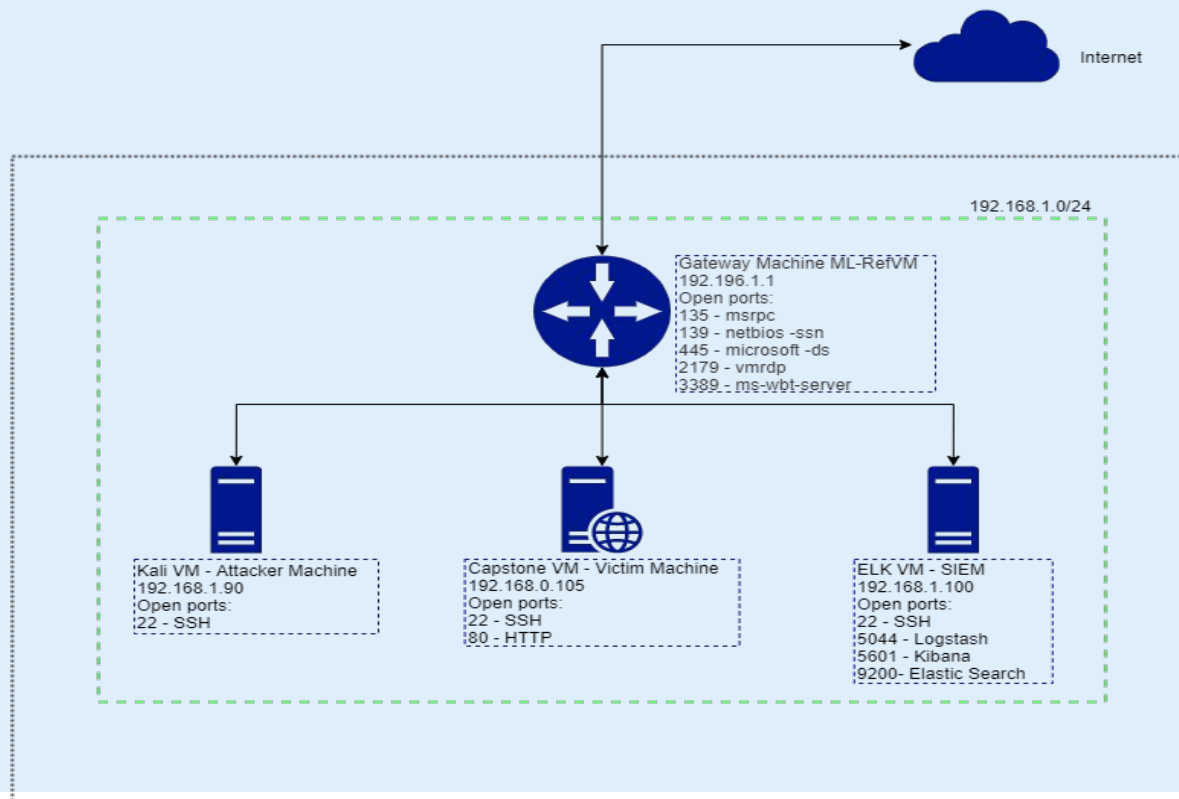 Internet
192.168.1.0/24
Gateway Machine ML-RefVM
192.196.1.1
Open ports:
135 - msrpc
139 - netbios -ssn
445 - microsoft -ds
2179 - vmrdp
3389 - ms-wbt-server
Kali VM - Attacker Machine
192.168.1.90
Open ports:
22 - SSH
Capstone VM - Victim Machine
192.168.0.105
Open ports:
22 - SSH
80 - HTTP
ELK VM - SIEM
192.168.1.100
Open ports:
22 - SSH
5044 - Logstash
5601 - Kibana
9200- Elastic Search